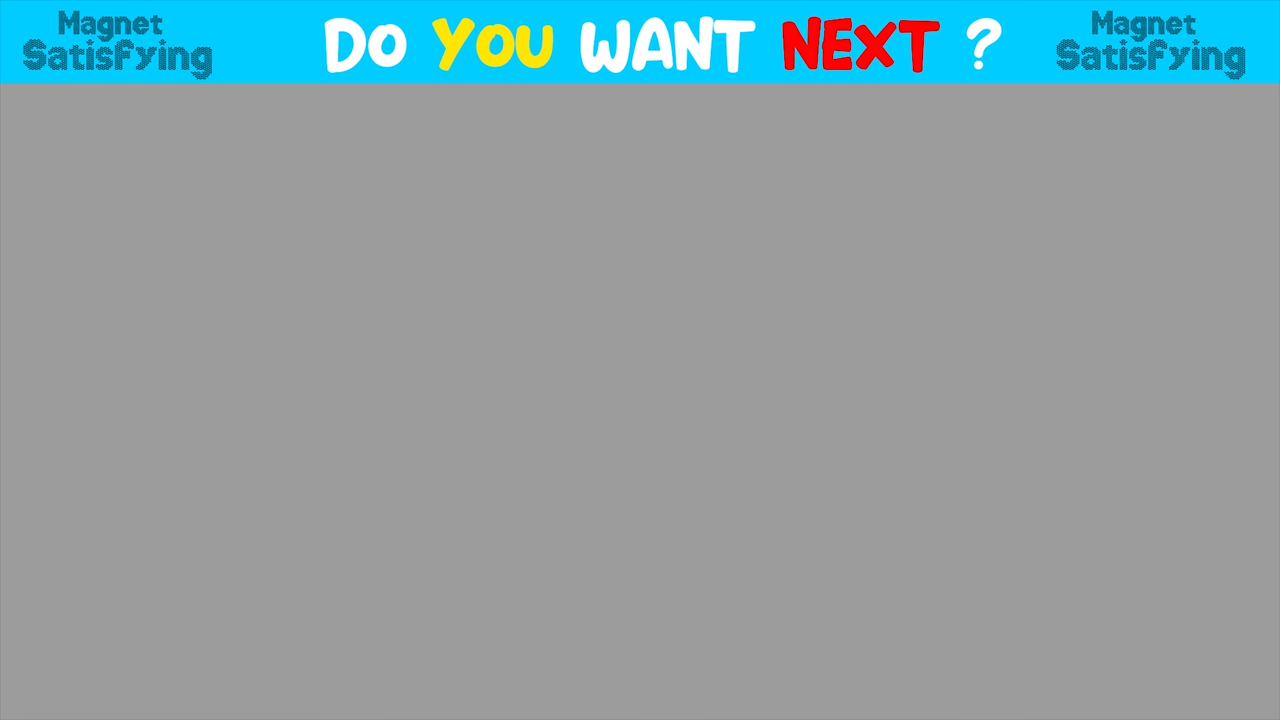 Magnet
Satisfying
DO YOU WANT NEXT ?
Magnet
Satisfying